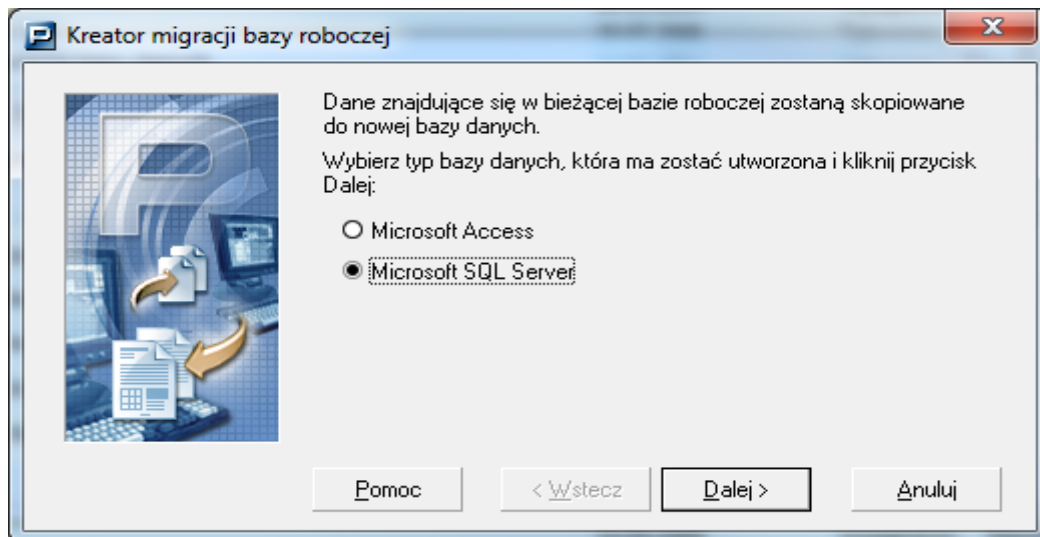 Kreator migracji bazy roboczej
Dane znajdujące się w bieżącej bazie roboczej zostaną skopiowane
do nowej bazy danych.
Wybierz typ bazy danych, która ma zostać utworzona i kliknij przycisk
Dalej:
Microsoft Access
Microsoft SQL Server
Pomoc
< Wstecz
Dalej >
Anuluj